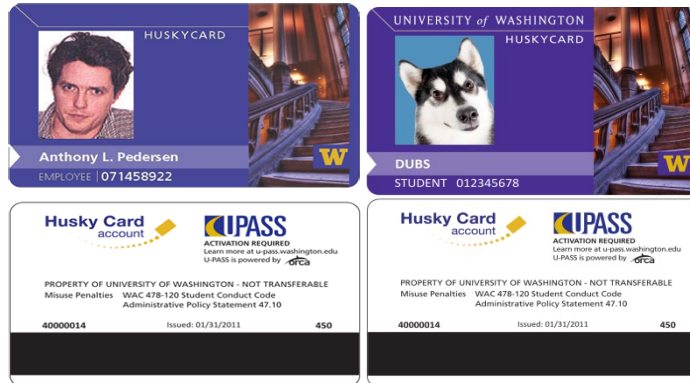 HUSKYCARD
Anthony L. Pedersen
EMPLOYEE | 071458922
W
UNIVERSITY of WASHINGTON
HUSKYCARD
DUBS
STUDENT 012345678
W
Husky Card
account
UPASS
ACTIVATION REQUIRED
Learn more at u-pass.washington.edu
U-PASS is powered by orca
PROPERTY OF UNIVERSITY OF WASHINGTON - NOT TRANSFERABLE
Misuse Penalties WAC 478-120 Student Conduct Code
Administrative Policy Statement 47.10
40000014 Issued: 01/31/2011 450
Husky Card
account
UPASS
ACTIVATION REQUIRED
Learn more at u-pass.washington.edu
U-PASS is powered by orca
PROPERTY OF UNIVERSITY OF WASHINGTON - NOT TRANSFERABLE
Misuse Penalties WAC 478-120 Student Conduct Code
Administrative Policy Statement 47.10
40000014 Issued: 01/31/2011 450